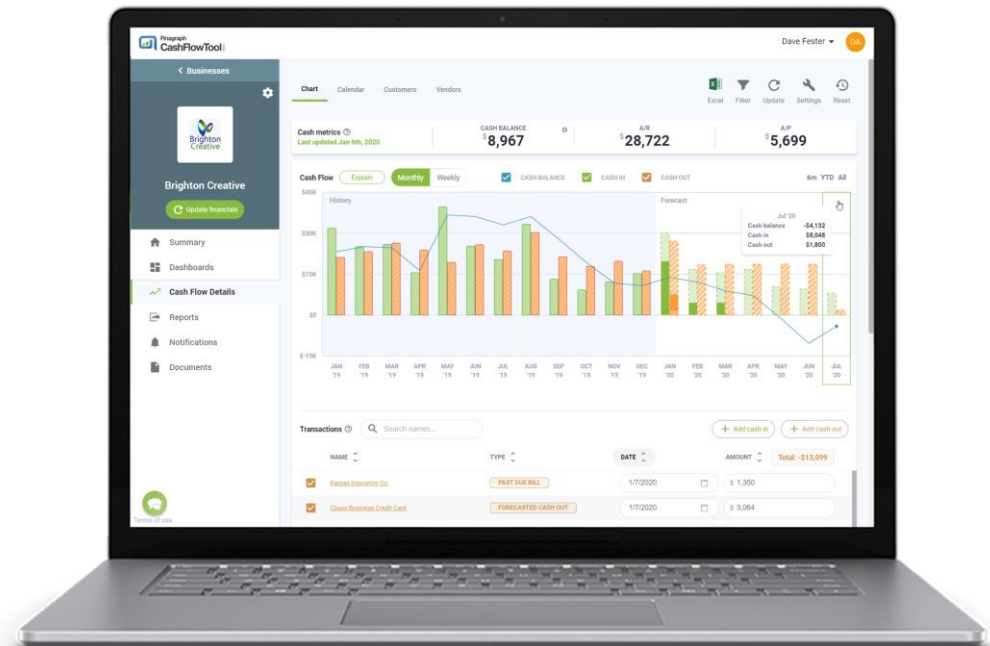 Finagraph
CashFlowTool
Dave Fester
DA
< Businesses
Chart Calendar Customers Vendors
Excel Filter Update Settings Reset
Brighton
Creative
Cash metrics
Last updated Jan 6th, 2020
CASH BALANCE
$8,967
A/R
$28,722
A/P
$5,699
Brighton Creative
Update financials
Cash Flow Explain Monthly Weekly CASH BALANCE CASH IN CASH OUT 6m YTD All
$45K
History
Forecast
$30K
Jul '20
Cash balance -$4,132
Cash in $8,048
Cash out $1,800
$15K
$0
$-15K
JAN '19 FEB '19 MAR '19 APR '19 MAY '19 JUN '19 JUL '19 AUG '19 SEP '19 OCT '19 NOV '19 DEC '19 JAN '20 FEB '20 MAR '20 APR '20 MAY '20 JUN '20 JUL '20
Summary
Dashboards
Cash Flow Details
Reports
Notifications
Documents
Transactions Search names... + Add cash in + Add cash out
NAME TYPE DATE AMOUNT Total: -$13,099
Kansas Insurance Co. PAST DUE BILL 1/7/2020 $ 1,350
Chase Business Credit Card FORECASTED CASH OUT 1/7/2020 $ 3,064
Terms of use